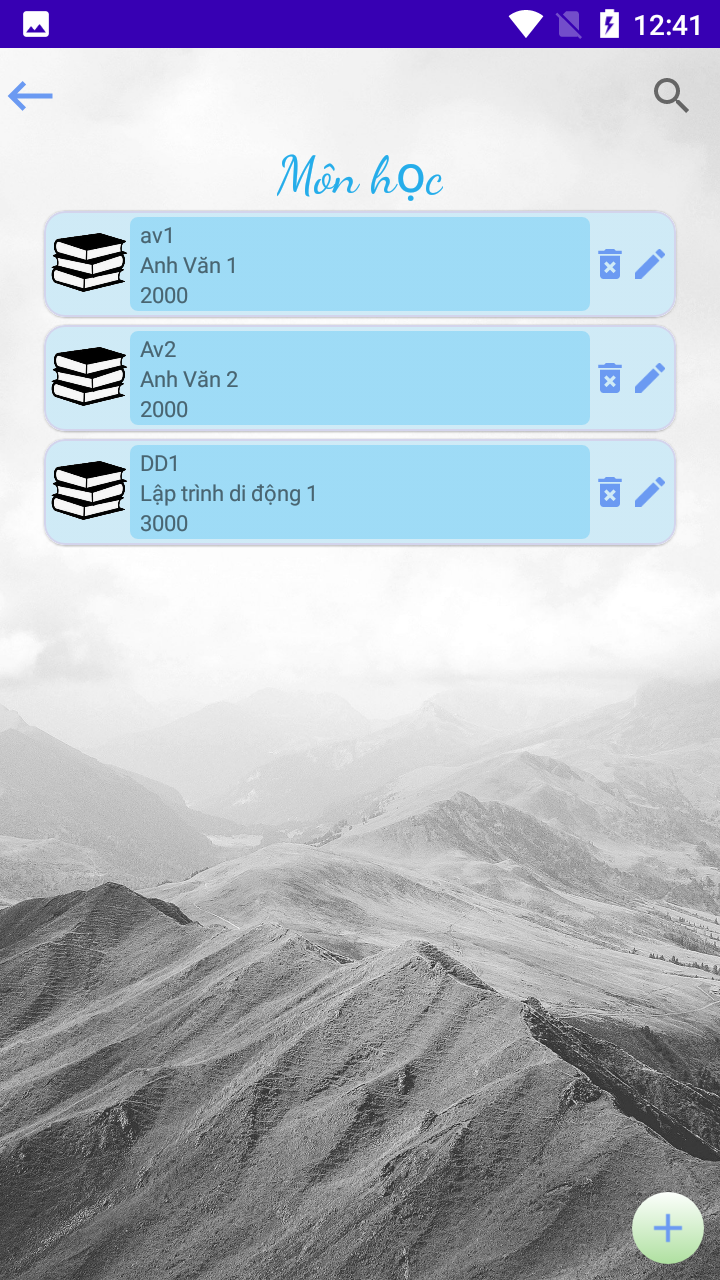 12:41
Môn học
av1
Anh Văn 1
2000
Av2
Anh Văn 2
2000
DD1
Lập trình di động 1
3000